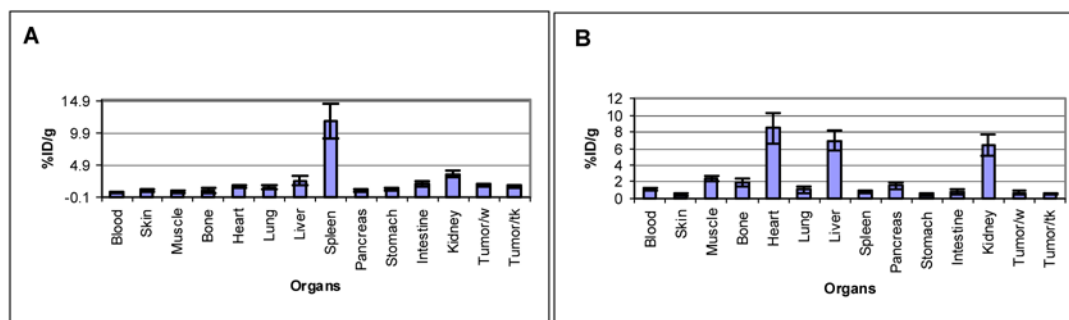 A
%ID/g
14.9
9.9
4.9
-0.1
Blood
Skin
Muscle
Bone
Heart
Lung
Liver
Spleen
Pancreas
Stomach
Intestine
Kidney
Tumor/w
Tumor/tk
Organs
B
%ID/g
12
10
8
6
4
2
0
Blood
Skin
Muscle
Bone
Heart
Lung
Liver
Spleen
Pancreas
Stomach
Intestine
Kidney
Tumor/w
Tumor/tk
Organs